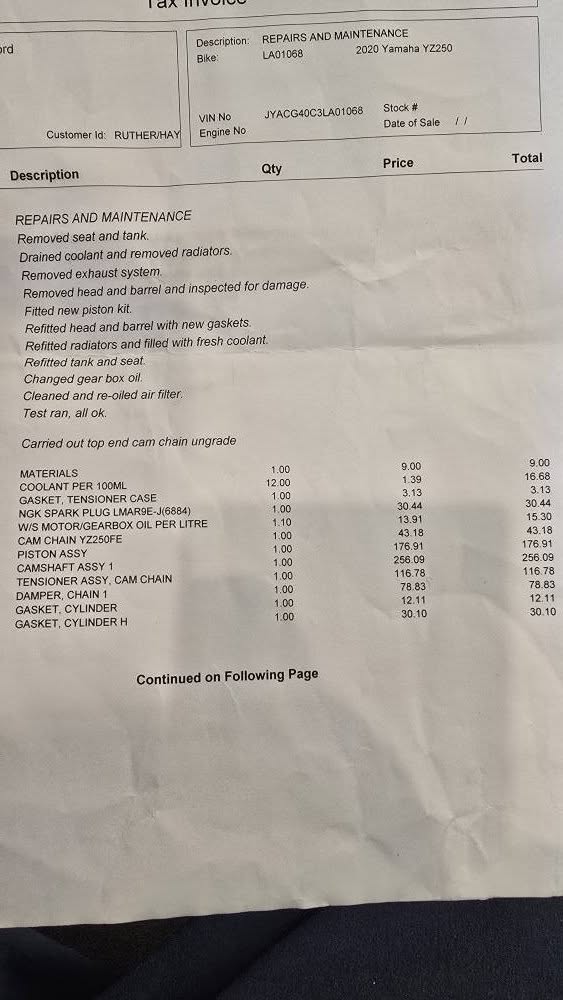 Tax Invoice
ord
Description: REPAIRS AND MAINTENANCE
Bike: LA01068 2020 Yamaha YZ250
VIN No JYACG40C3LA01068 Stock #
Customer Id: RUTHER/HAY Engine No Date of Sale / /
Description Qty Price Total
REPAIRS AND MAINTENANCE
Removed seat and tank.
Drained coolant and removed radiators.
Removed exhaust system.
Removed head and barrel and inspected for damage.
Fitted new piston kit.
Refitted head and barrel with new gaskets.
Refitted radiators and filled with fresh coolant.
Refitted tank and seat.
Changed gear box oil.
Cleaned and re-oiled air filter.
Test ran, all ok.
Carried out top end cam chain ungrade
MATERIALS 1.00 9.00 9.00
COOLANT PER 100ML 12.00 1.39 16.68
GASKET, TENSIONER CASE 1.00 3.13 3.13
NGK SPARK PLUG LMAR9E-J(6884) 1.00 30.44 30.44
W/S MOTOR/GEARBOX OIL PER LITRE 1.10 13.91 15.30
CAM CHAIN YZ250FE 1.00 43.18 43.18
PISTON ASSY 1.00 176.91 176.91
CAMSHAFT ASSY 1 1.00 256.09 256.09
TENSIONER ASSY, CAM CHAIN 1.00 116.78 116.78
DAMPER, CHAIN 1 1.00 78.83 78.83
GASKET, CYLINDER 1.00 12.11 12.11
GASKET, CYLINDER H 1.00 30.10 30.10
Continued on Following Page